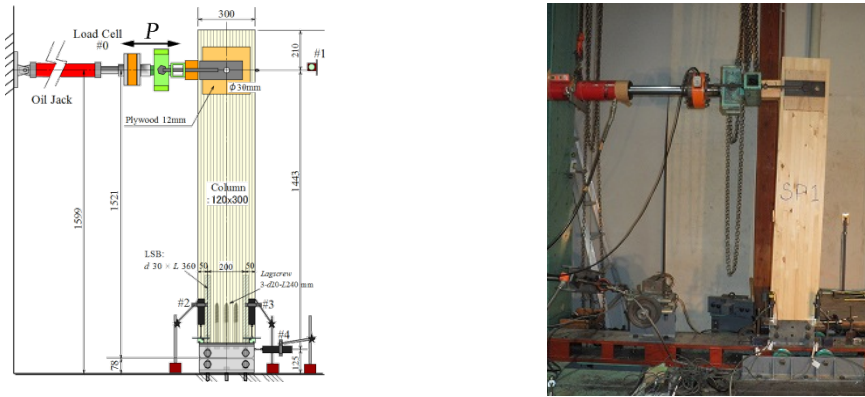 300
Load Cell
#0
P
210
#1
Oil Jack
ϕ30mm
Plywood 12mm
1443
1521
1599
Column
:120x300
LSB:
d 30 × L 360
50
200
50
Lagscrew
3-d20-L240 mm
#2
#3
#4
78
125
SP1